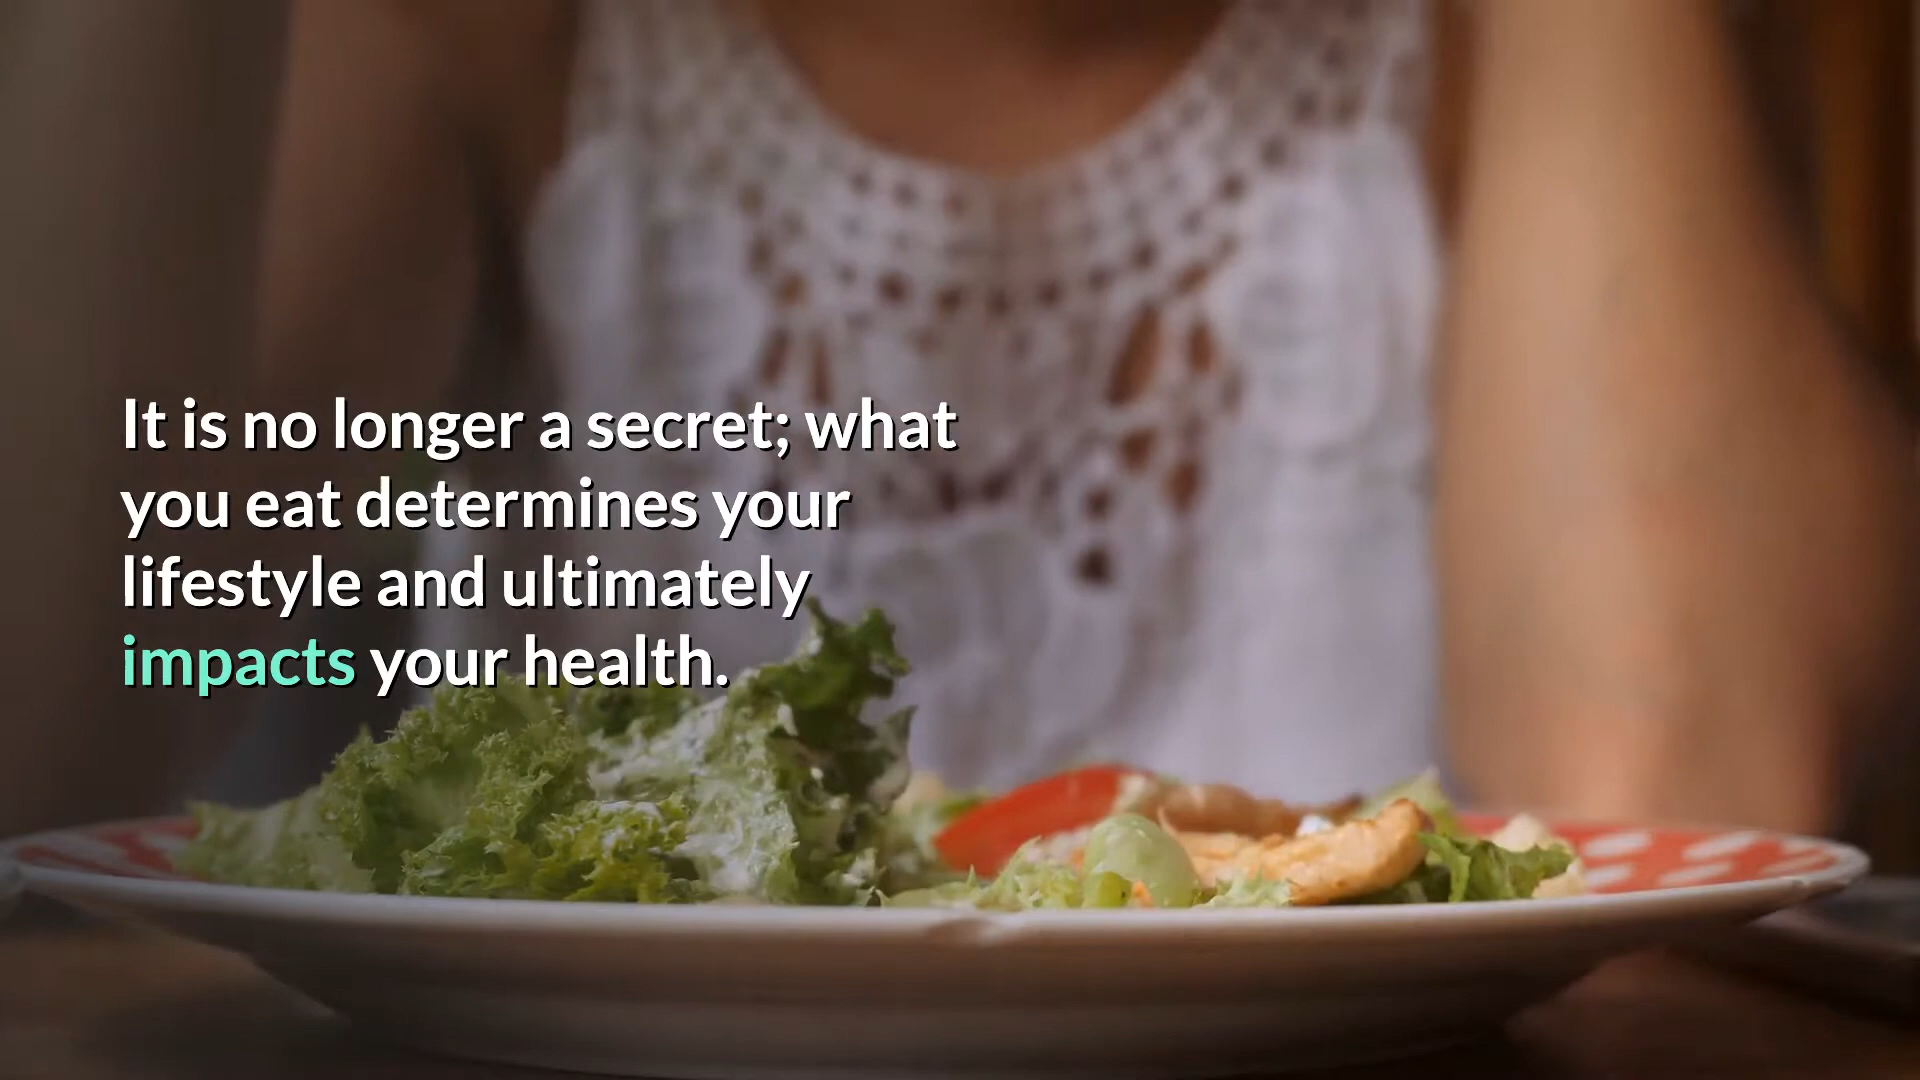 It is no longer a secret; what
you eat determines your
lifestyle and ultimately
impacts your health.